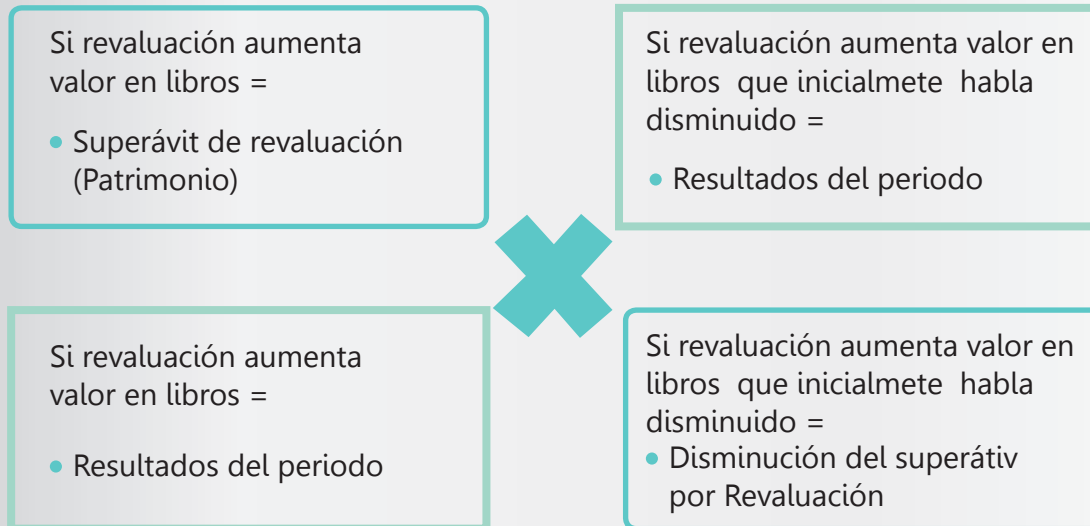 Si revaluación aumenta
valor en libros =
• Superávit de revaluación
(Patrimonio)
Si revaluación aumenta valor en
libros que inicialmete habla
disminuido =
• Resultados del periodo
Si revaluación aumenta
valor en libros =
• Resultados del periodo
Si revaluación aumenta valor en
libros que inicialmete habla
disminuido =
• Disminución del superátiv
por Revaluación